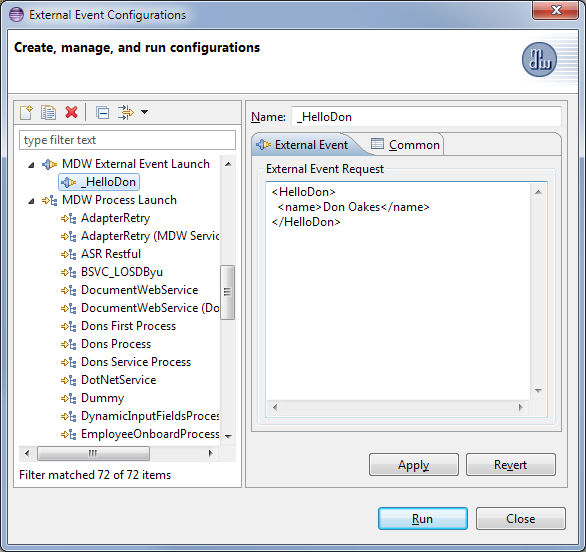 External Event Configurations
Create, manage, and run configurations
type filter text
MDW External Event Launch
_HelloDon
MDW Process Launch
AdapterRetry
AdapterRetry (MDW Servic
ASR Restful
BSVC_LOSDByu
DocumentWebService
DocumentWebService (Do
Dons First Process
Dons Process
Dons Service Process
DotNetService
Dummy
DynamicInputFieldsProces
EmployeeOnboardProcess
Filter matched 72 of 72 items
Name: _HelloDon
External Event Common
External Event Request
<HelloDon>
<name>Don Oakes</name>
</HelloDon>
Apply Revert
Run Close